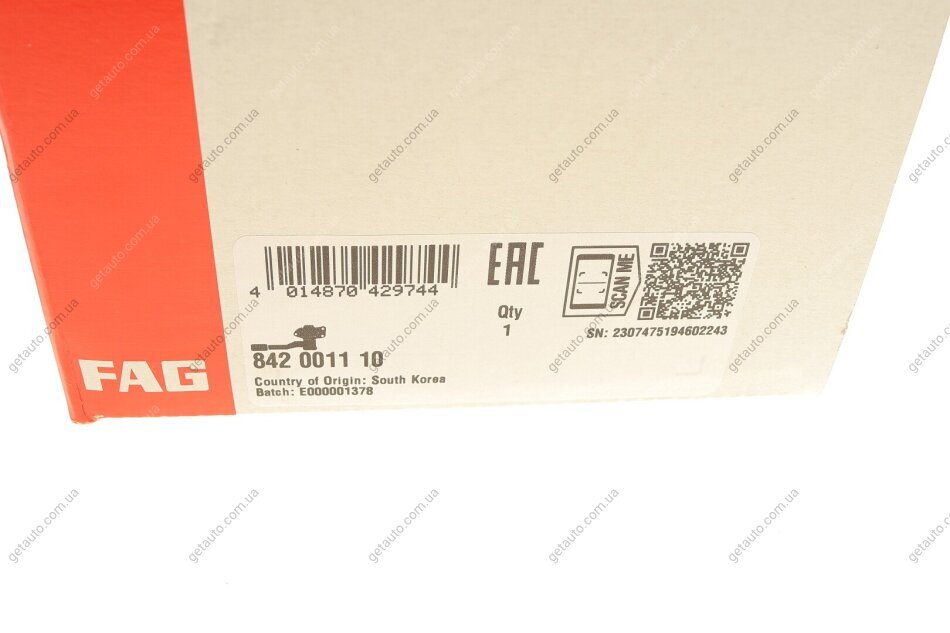 EAC
4 014870 429744
SCAN ME
Qty
1
SN: 2307475194602243
842 0011 10
Country of Origin: South Korea
Batch: E000001378
FAG
getauto.com.ua